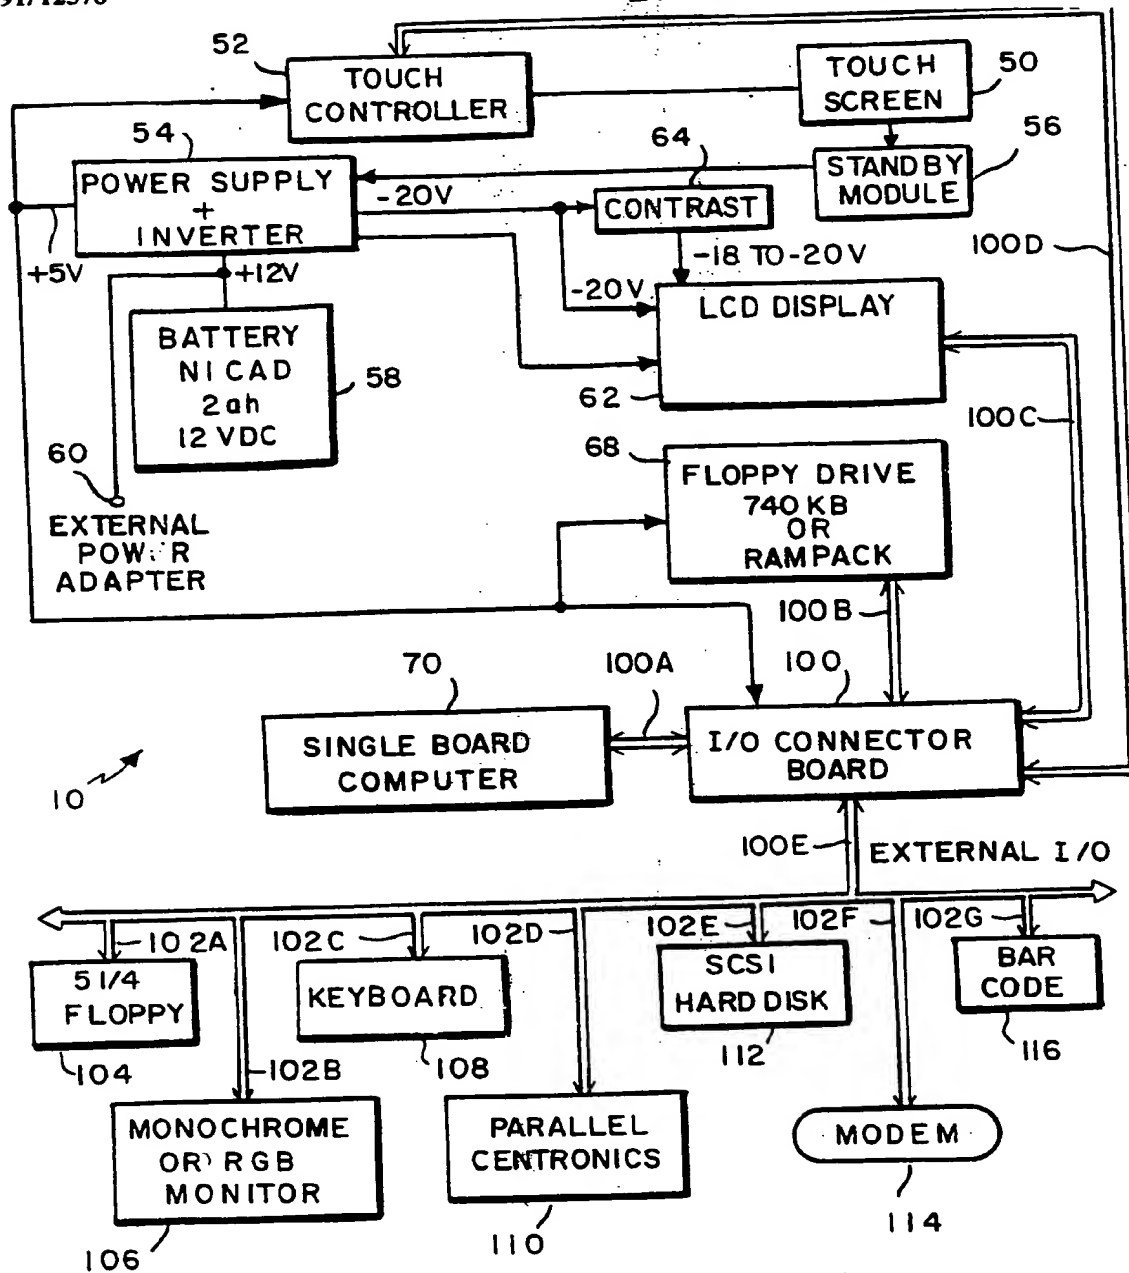 52
TOUCH
CONTROLLER
TOUCH
SCREEN
50
54
64
56
POWER SUPPLY
+
INVERTER
-20V
CONTRAST
STANDBY
MODULE
100D
+5V
+12V
-18 TO -20V
-20V
LCD DISPLAY
BATTERY
NICAD
2ah
12 VDC
58
62
100C
60
68
FLOPPY DRIVE
740 KB
OR
RAMPACK
EXTERNAL
ADAPTER
100B
70
100A
100
SINGLE BOARD
COMPUTER
I/O CONNECTOR
BOARD
10
100E
EXTERNAL I/O
102A
102C
102D
102E
102F
102G
5 1/4
FLOPPY
KEYBOARD
SCSI
HARD DISK
BAR
CODE
104
102B
108
112
116
MONOCHROME
OR RGB
MONITOR
PARALLEL
CENTRONICS
MODEM
106
110
114